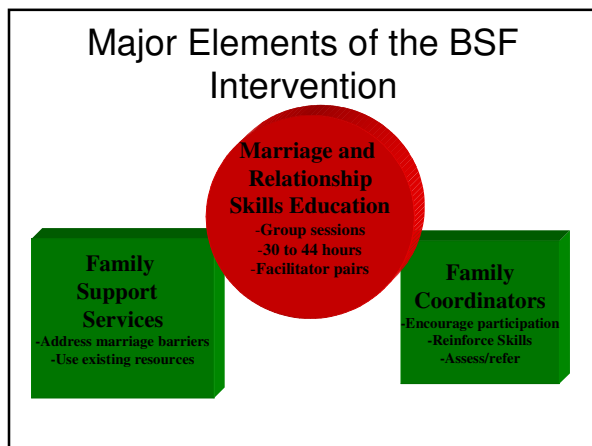 Major Elements of the BSF
Intervention
Marriage and
Relationship
Skills Education
-Group sessions
-30 to 44 hours
-Facilitator pairs
Family
Support
Services
-Address marriage barriers
-Use existing resources
Family
Coordinators
-Encourage participation
-Reinforce Skills
-Assess/refer